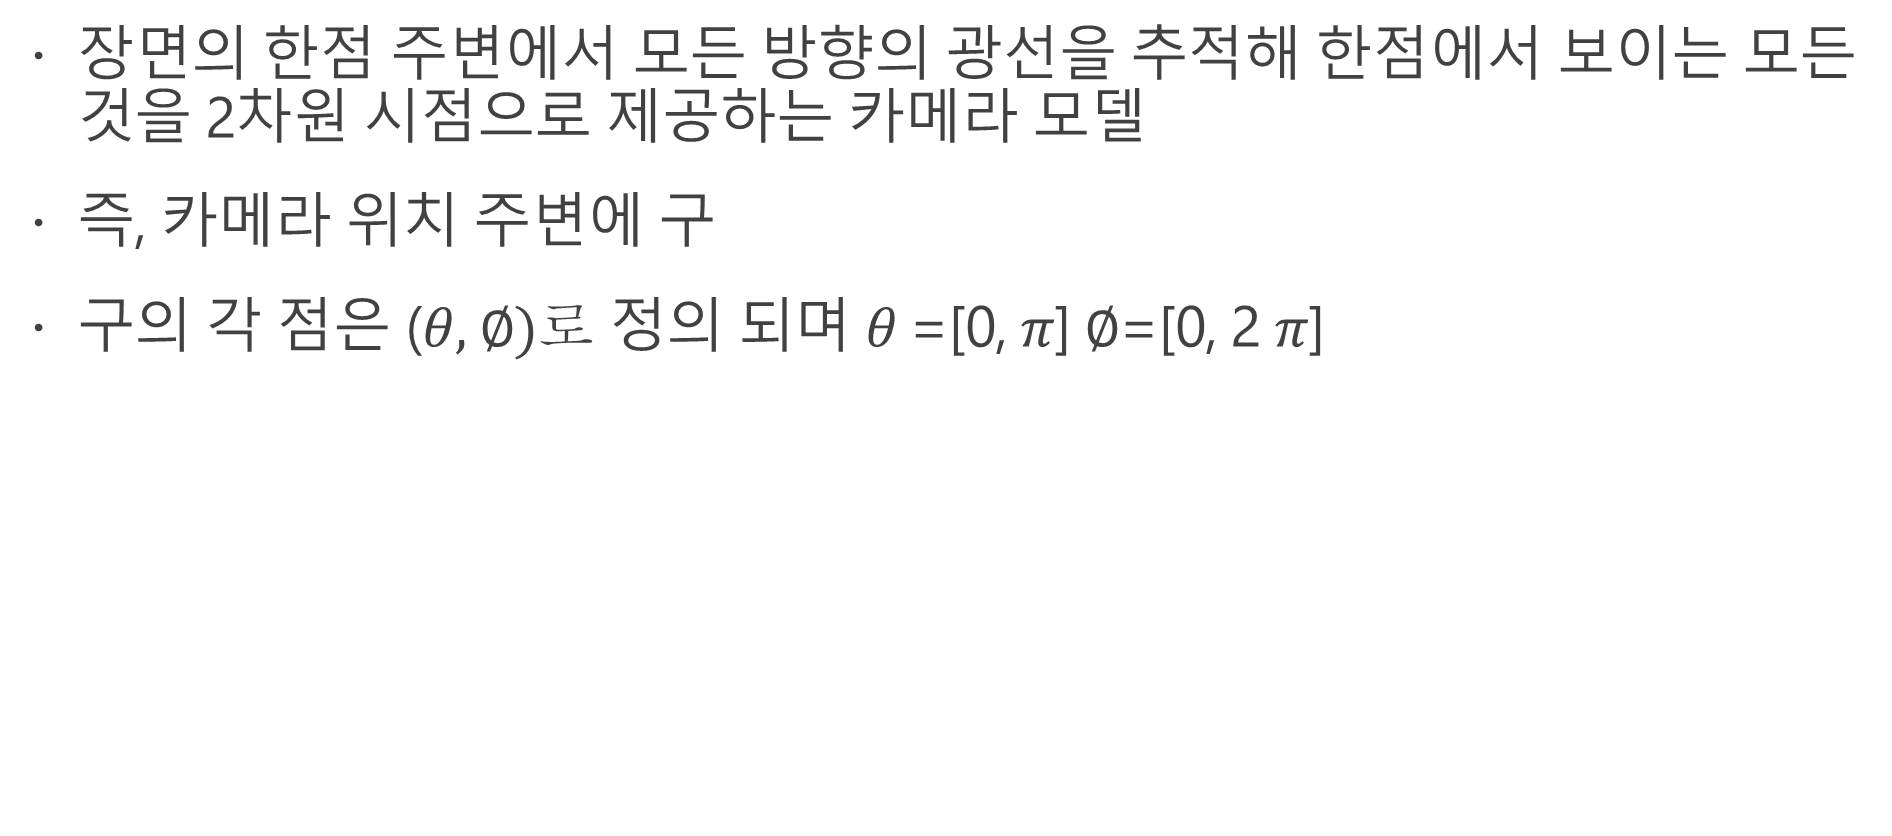 · 장면의 한점 주변에서 모든 방향의 광선을 추적해 한점에서 보이는 모든
것을 2차원 시점으로 제공하는 카메라 모델
· 즉, 카메라 위치 주변에 구
· 구의 각 점은 (𝜃, ∅)로 정의 되며 𝜃 =[0, 𝜋] ∅=[0, 2 𝜋]